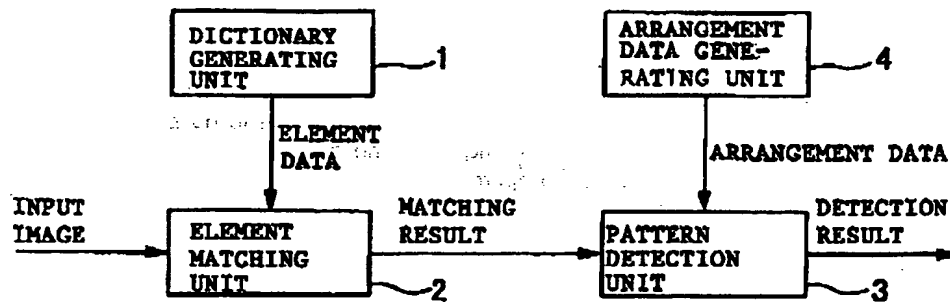 DICTIONARY
GENERATING
UNIT
1
ARRANGEMENT
DATA GENE-
RATING UNIT
4
ELEMENT
DATA
ARRANGEMENT DATA
INPUT
IMAGE
ELEMENT
MATCHING
UNIT
2
MATCHING
RESULT
PATTERN
DETECTION
UNIT
3
DETECTION
RESULT